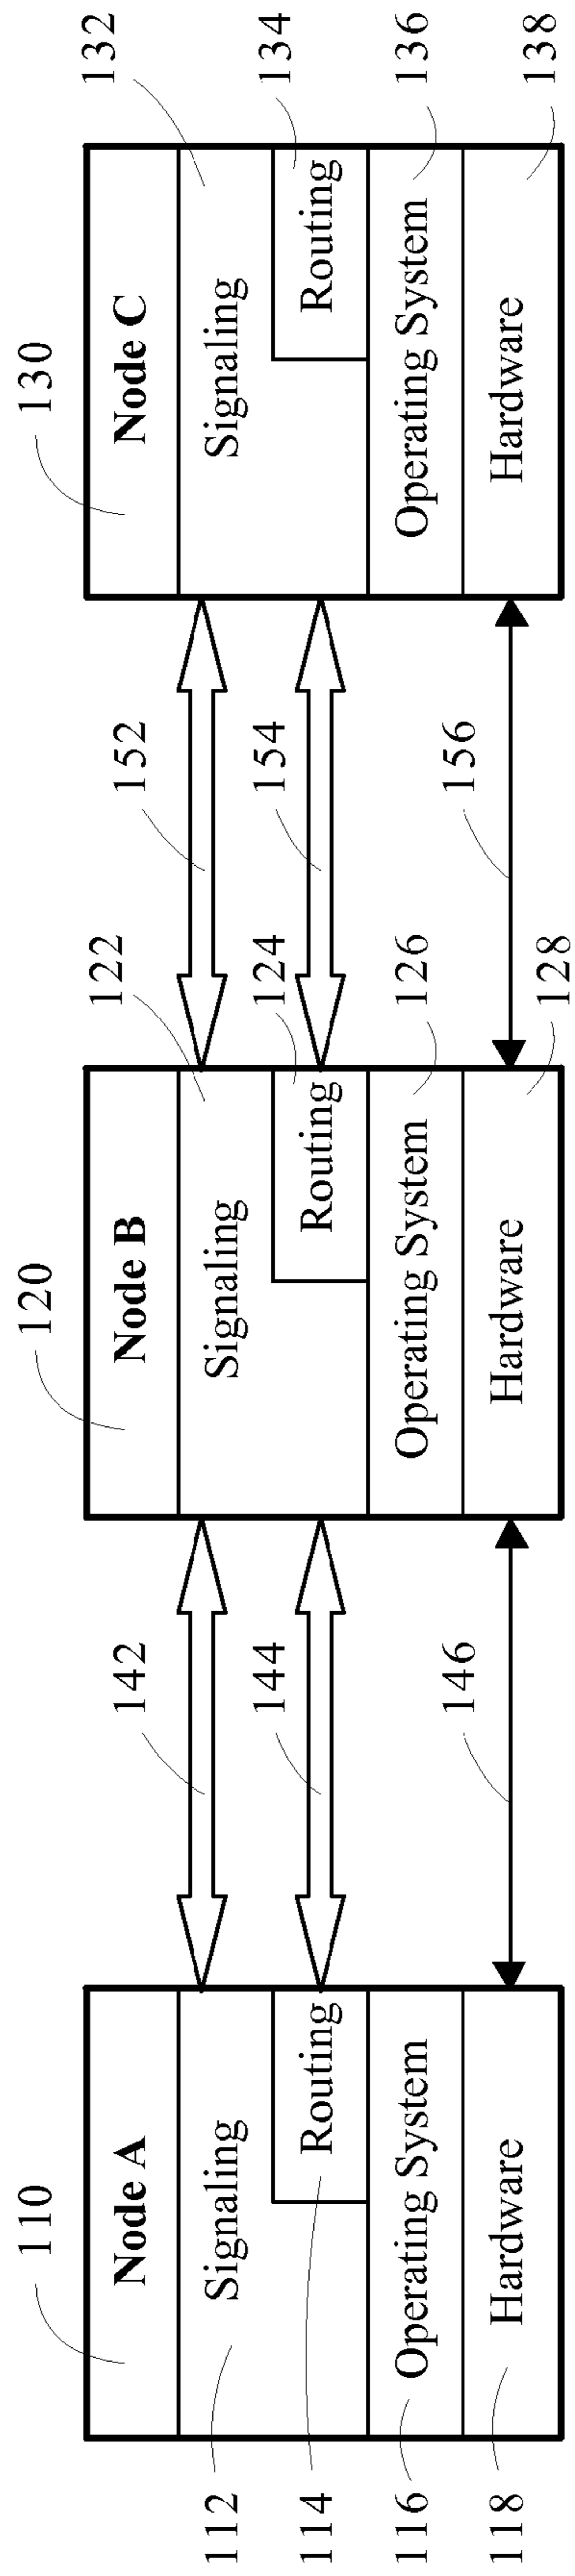 110
120
130
Node A
Node B
Node C
112
Signaling
142
122
Signaling
152
132
Signaling
114
Routing
144
124
Routing
154
134
Routing
116
Operating System
126
Operating System
136
Operating System
118
Hardware
146
128
Hardware
156
138
Hardware